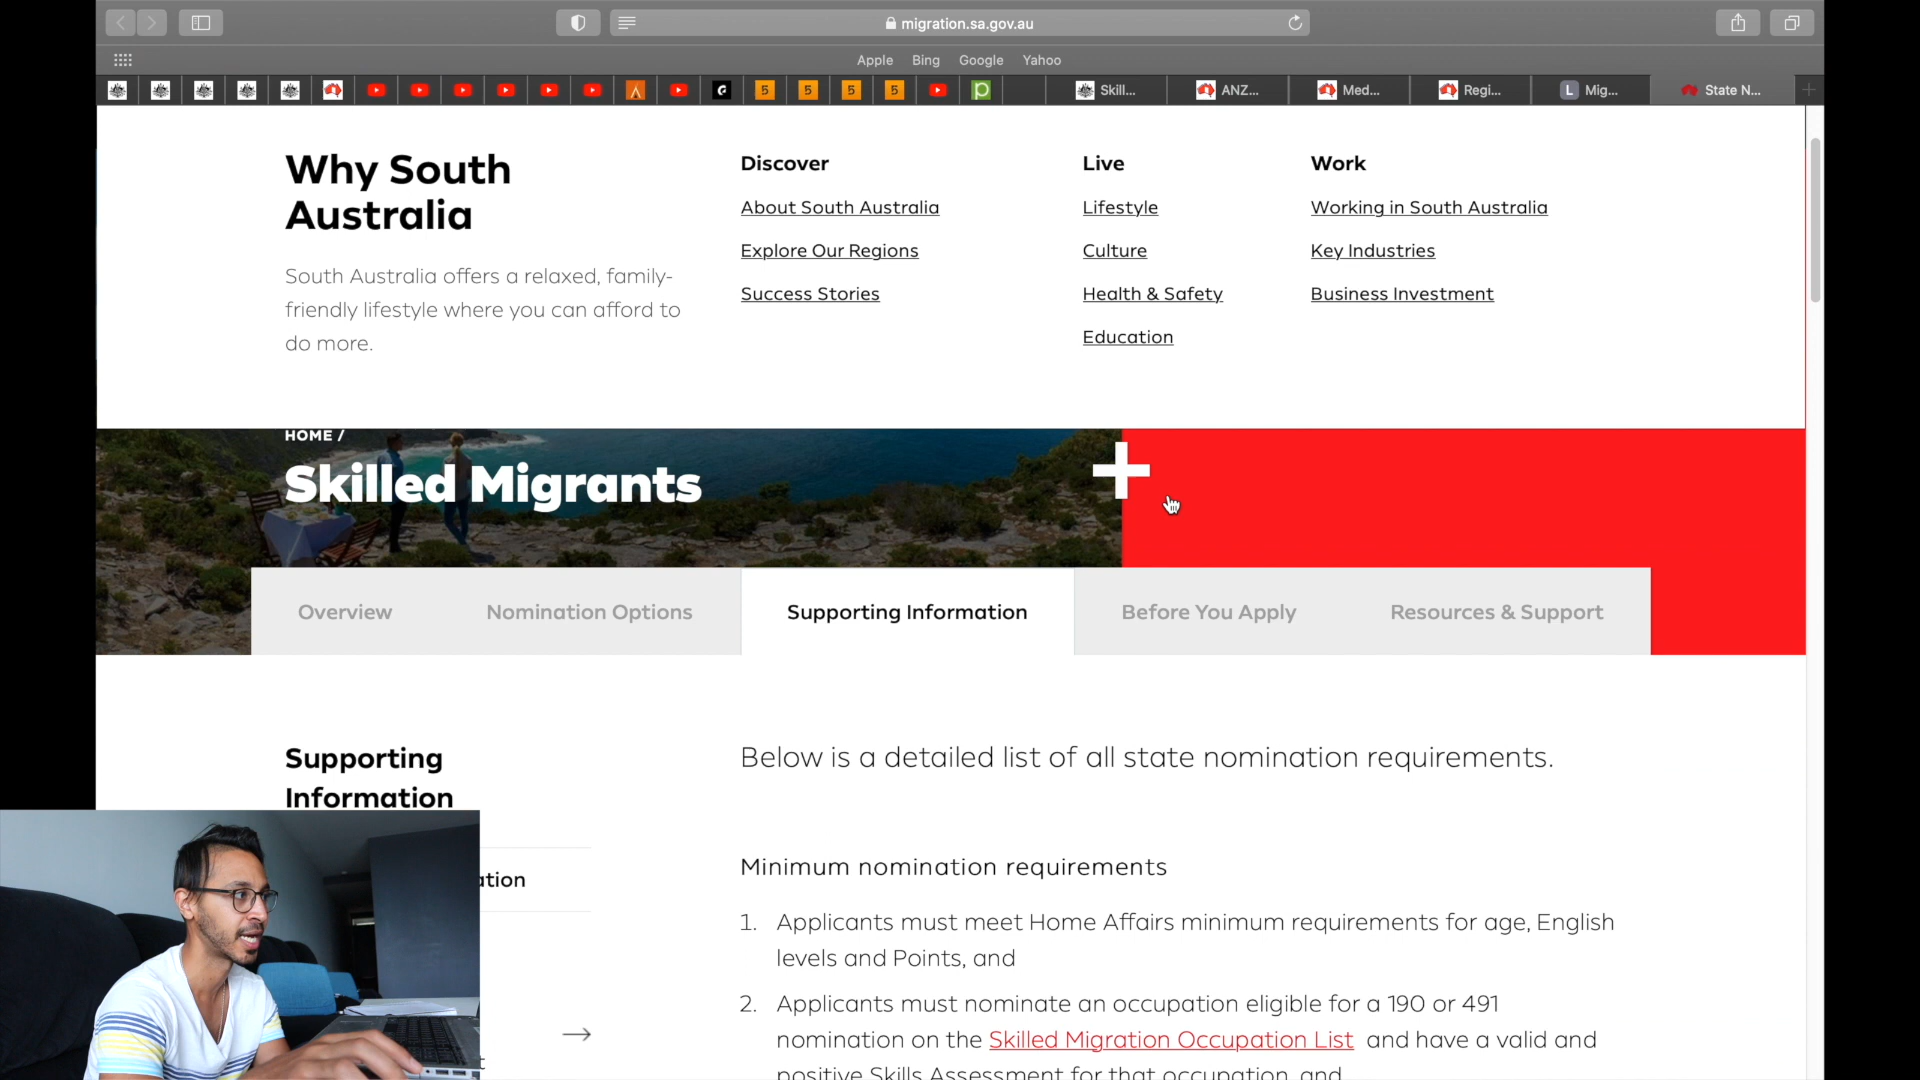 migration.sa.gov.au
Apple Bing Google Yahoo
5 5 5 5 Skill... ANZ... Med... Regi... L Mig... State N...
Why South
Australia
South Australia offers a relaxed, family-
friendly lifestyle where you can afford to
do more.
Discover
About South Australia
Explore Our Regions
Success Stories
Live
Lifestyle
Culture
Health & Safety
Education
Work
Working in South Australia
Key Industries
Business Investment
HOME /
Skilled Migrants
Overview Nomination Options Supporting Information Before You Apply Resources & Support
Supporting
Information
Below is a detailed list of all state nomination requirements.
Minimum nomination requirements
1. Applicants must meet Home Affairs minimum requirements for age, English
levels and Points, and
2. Applicants must nominate an occupation eligible for a 190 or 491
nomination on the Skilled Migration Occupation List and have a valid and
positive Skills Assessment for that occupation, and